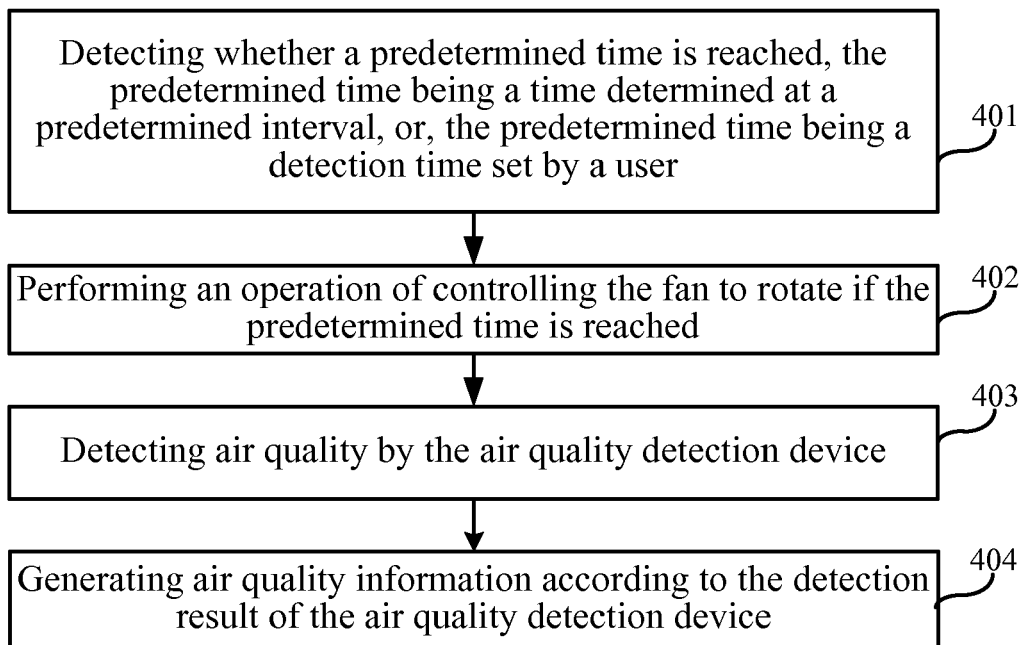 Detecting whether a predetermined time is reached, the
predetermined time being a time determined at a
predetermined interval, or, the predetermined time being a
detection time set by a user
401
Performing an operation of controlling the fan to rotate if the
predetermined time is reached
402
Detecting air quality by the air quality detection device
403
Generating air quality information according to the detection
result of the air quality detection device
404